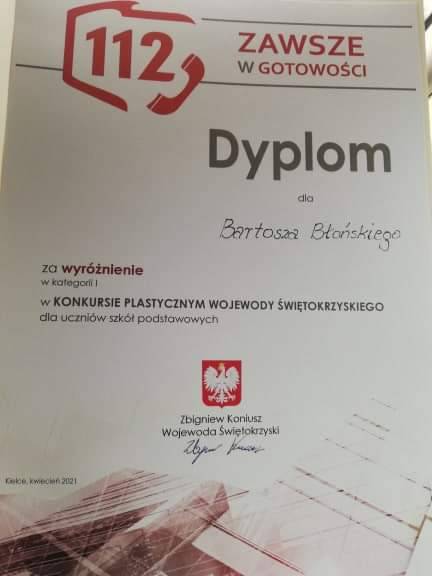 112
ZAWSZE
W GOTOWOŚCI
Dyplom
dla
Bartosza Błońskiego
za wyróżnienie
w kategorii I
w KONKURSIE PLASTYCZNYM WOJEWODY ŚWIĘTOKRZYSKIEGO
dla uczniów szkół podstawowych
Zbigniew Koniusz
Wojewoda Świętokrzyski
Kielce, kwiecień 2021